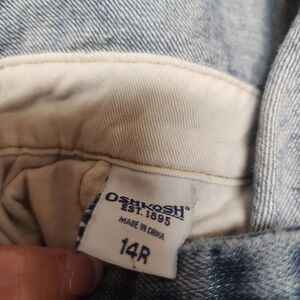 OSHKOSH
EST. 1895
MADE IN CHINA
14R